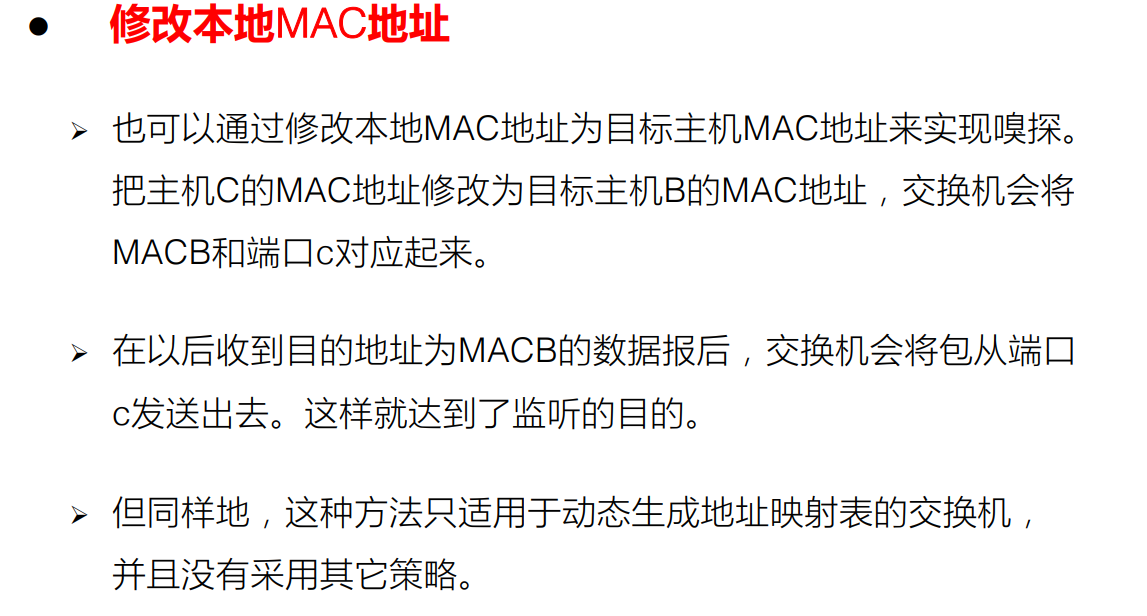 ● 修改本地MAC地址
➢ 也可以通过修改本地MAC地址为目标主机MAC地址来实现嗅探。
把主机C的MAC地址修改为目标主机B的MAC地址，交换机会将
MACB和端口c对应起来。
➢ 在以后收到目的地址为MACB的数据报后，交换机会将包从端口
c发送出去。这样就达到了监听的目的。
➢ 但同样地，这种方法只适用于动态生成地址映射表的交换机，
并且没有采用其它策略。